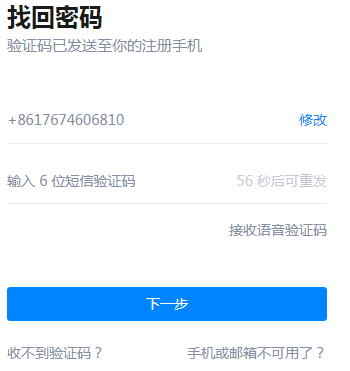 找回密码
验证码已发送至你的注册手机
+8617674606810 修改
输入 6 位短信验证码 56 秒后可重发
接收语音验证码
下一步
收不到验证码？ 手机或邮箱不可用了？